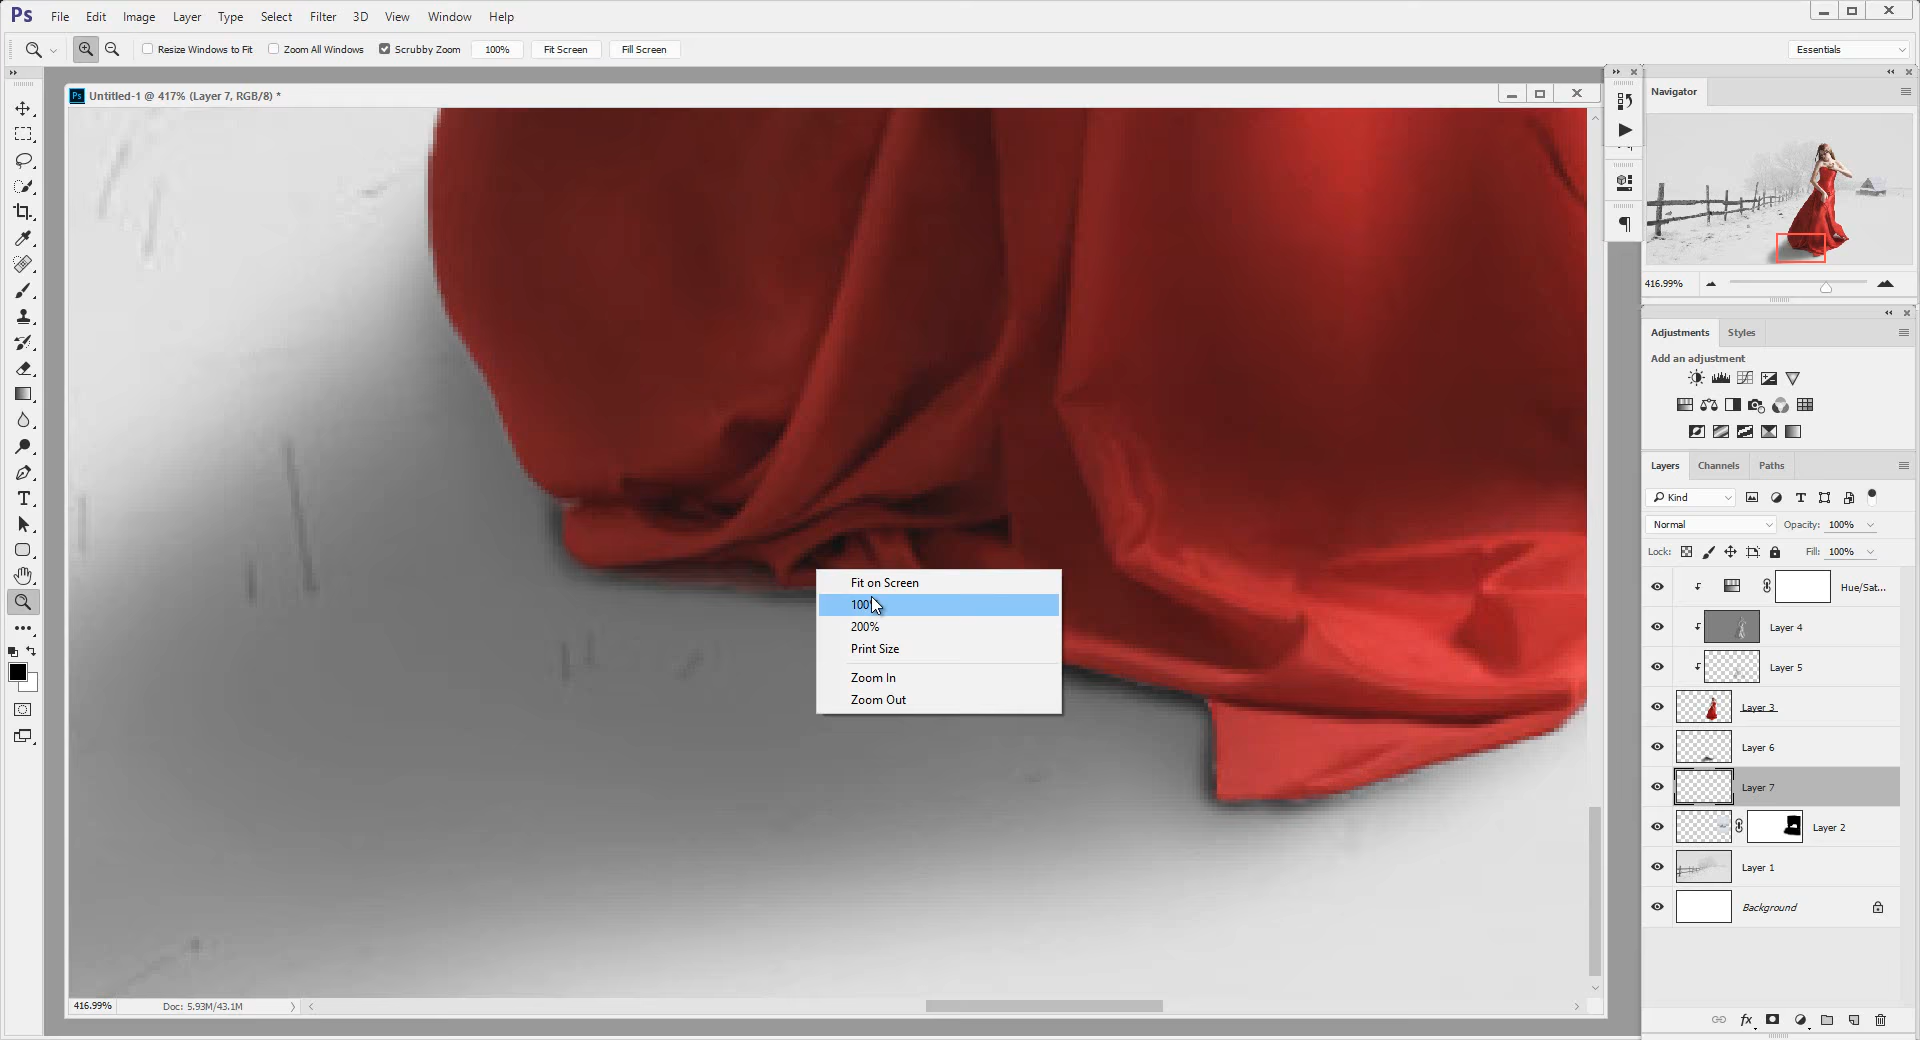 Ps File Edit Image Layer Type Select Filter 3D View Window Help
Resize Windows to Fit Zoom All Windows Scrubby Zoom 100% Fit Screen Fill Screen Essentials
Ps Untitled-1 @ 417% (Layer 7, RGB/8) *
Navigator
416.99%
Adjustments Styles
Add an adjustment
Layers Channels Paths
Kind
Normal Opacity: 100%
Lock: Fill: 100%
Hue/Sat...
Layer 4
Layer 5
Layer 3
Layer 6
Layer 7
Layer 2
Layer 1
Background
Fit on Screen
100%
200%
Print Size
Zoom In
Zoom Out
416.99% Doc: 5.93M/43.1M
fx